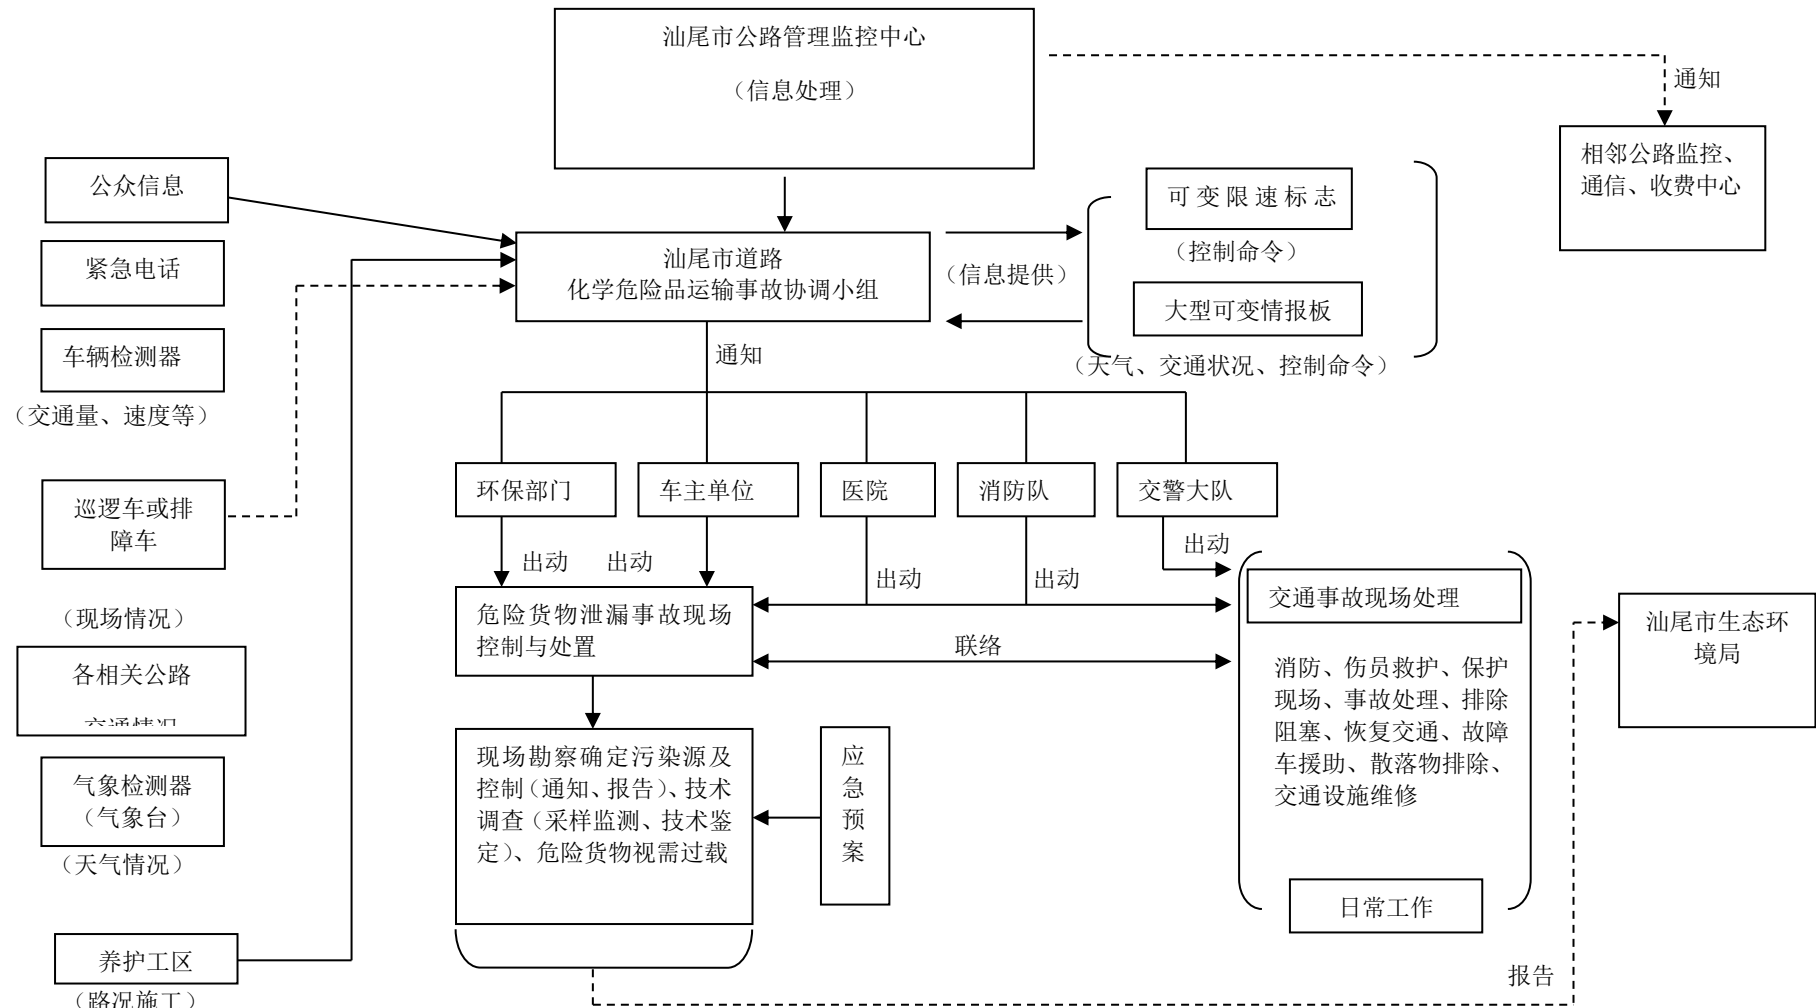 汕尾市公路管理监控中心
（信息处理）
通知
相邻公路监控、
通信、收费中心
公众信息
紧急电话
车辆检测器
（交通量、速度等）
巡逻车或排
障车
（现场情况）
各相关公路
交通情况
气象检测器
（气象台）
（天气情况）
养护工区
（路况施工）
汕尾市道路
化学危险品运输事故协调小组
（信息提供）
可变限速标志
（控制命令）
大型可变情报板
（天气、交通状况、控制命令）
通知
环保部门
车主单位
医院
消防队
交警大队
出动
出动
出动
出动
出动
危险货物泄漏事故现场
控制与处置
联络
交通事故现场处理
消防、伤员救护、保护
现场、事故处理、排除
阻塞、恢复交通、故障
车援助、散落物排除、
交通设施维修
日常工作
汕尾市生态环
境局
现场勘察确定污染源及
控制（通知、报告）、技术
调查（采样监测、技术鉴
定）、危险货物视需过载
应
急
预
案
报告